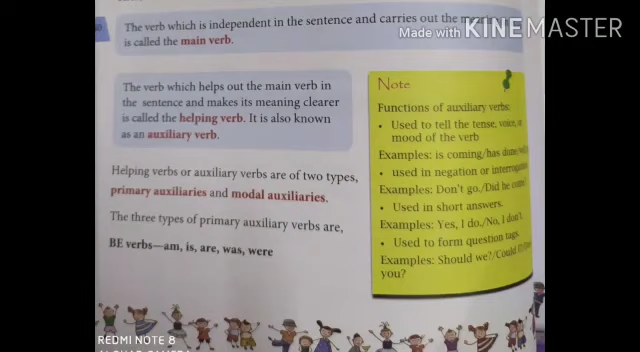 The verb which is independent in the sentence and carries out the
is called the main verb.
Made with KINEMASTER
The verb which helps out the main verb in
the sentence and makes its meaning clearer
is called the helping verb. It is also known
as an auxiliary verb.
Helping verbs or auxiliary verbs are of two types,
primary auxiliaries and modal auxiliaries.
The three types of primary auxiliary verbs are,
BE verbs—am, is, are, was, were
Note
Functions of auxiliary verbs:
• Used to tell the tense, voice, or
mood of the verb
Examples: is coming/has done/
• used in negation or
Examples: Don't go./Did he come
• Used in short answers.
Examples: Yes, I do./No, I don't.
• Used to form question tags.
Examples: Should we?/Could
you?
REDMI NOTE 8